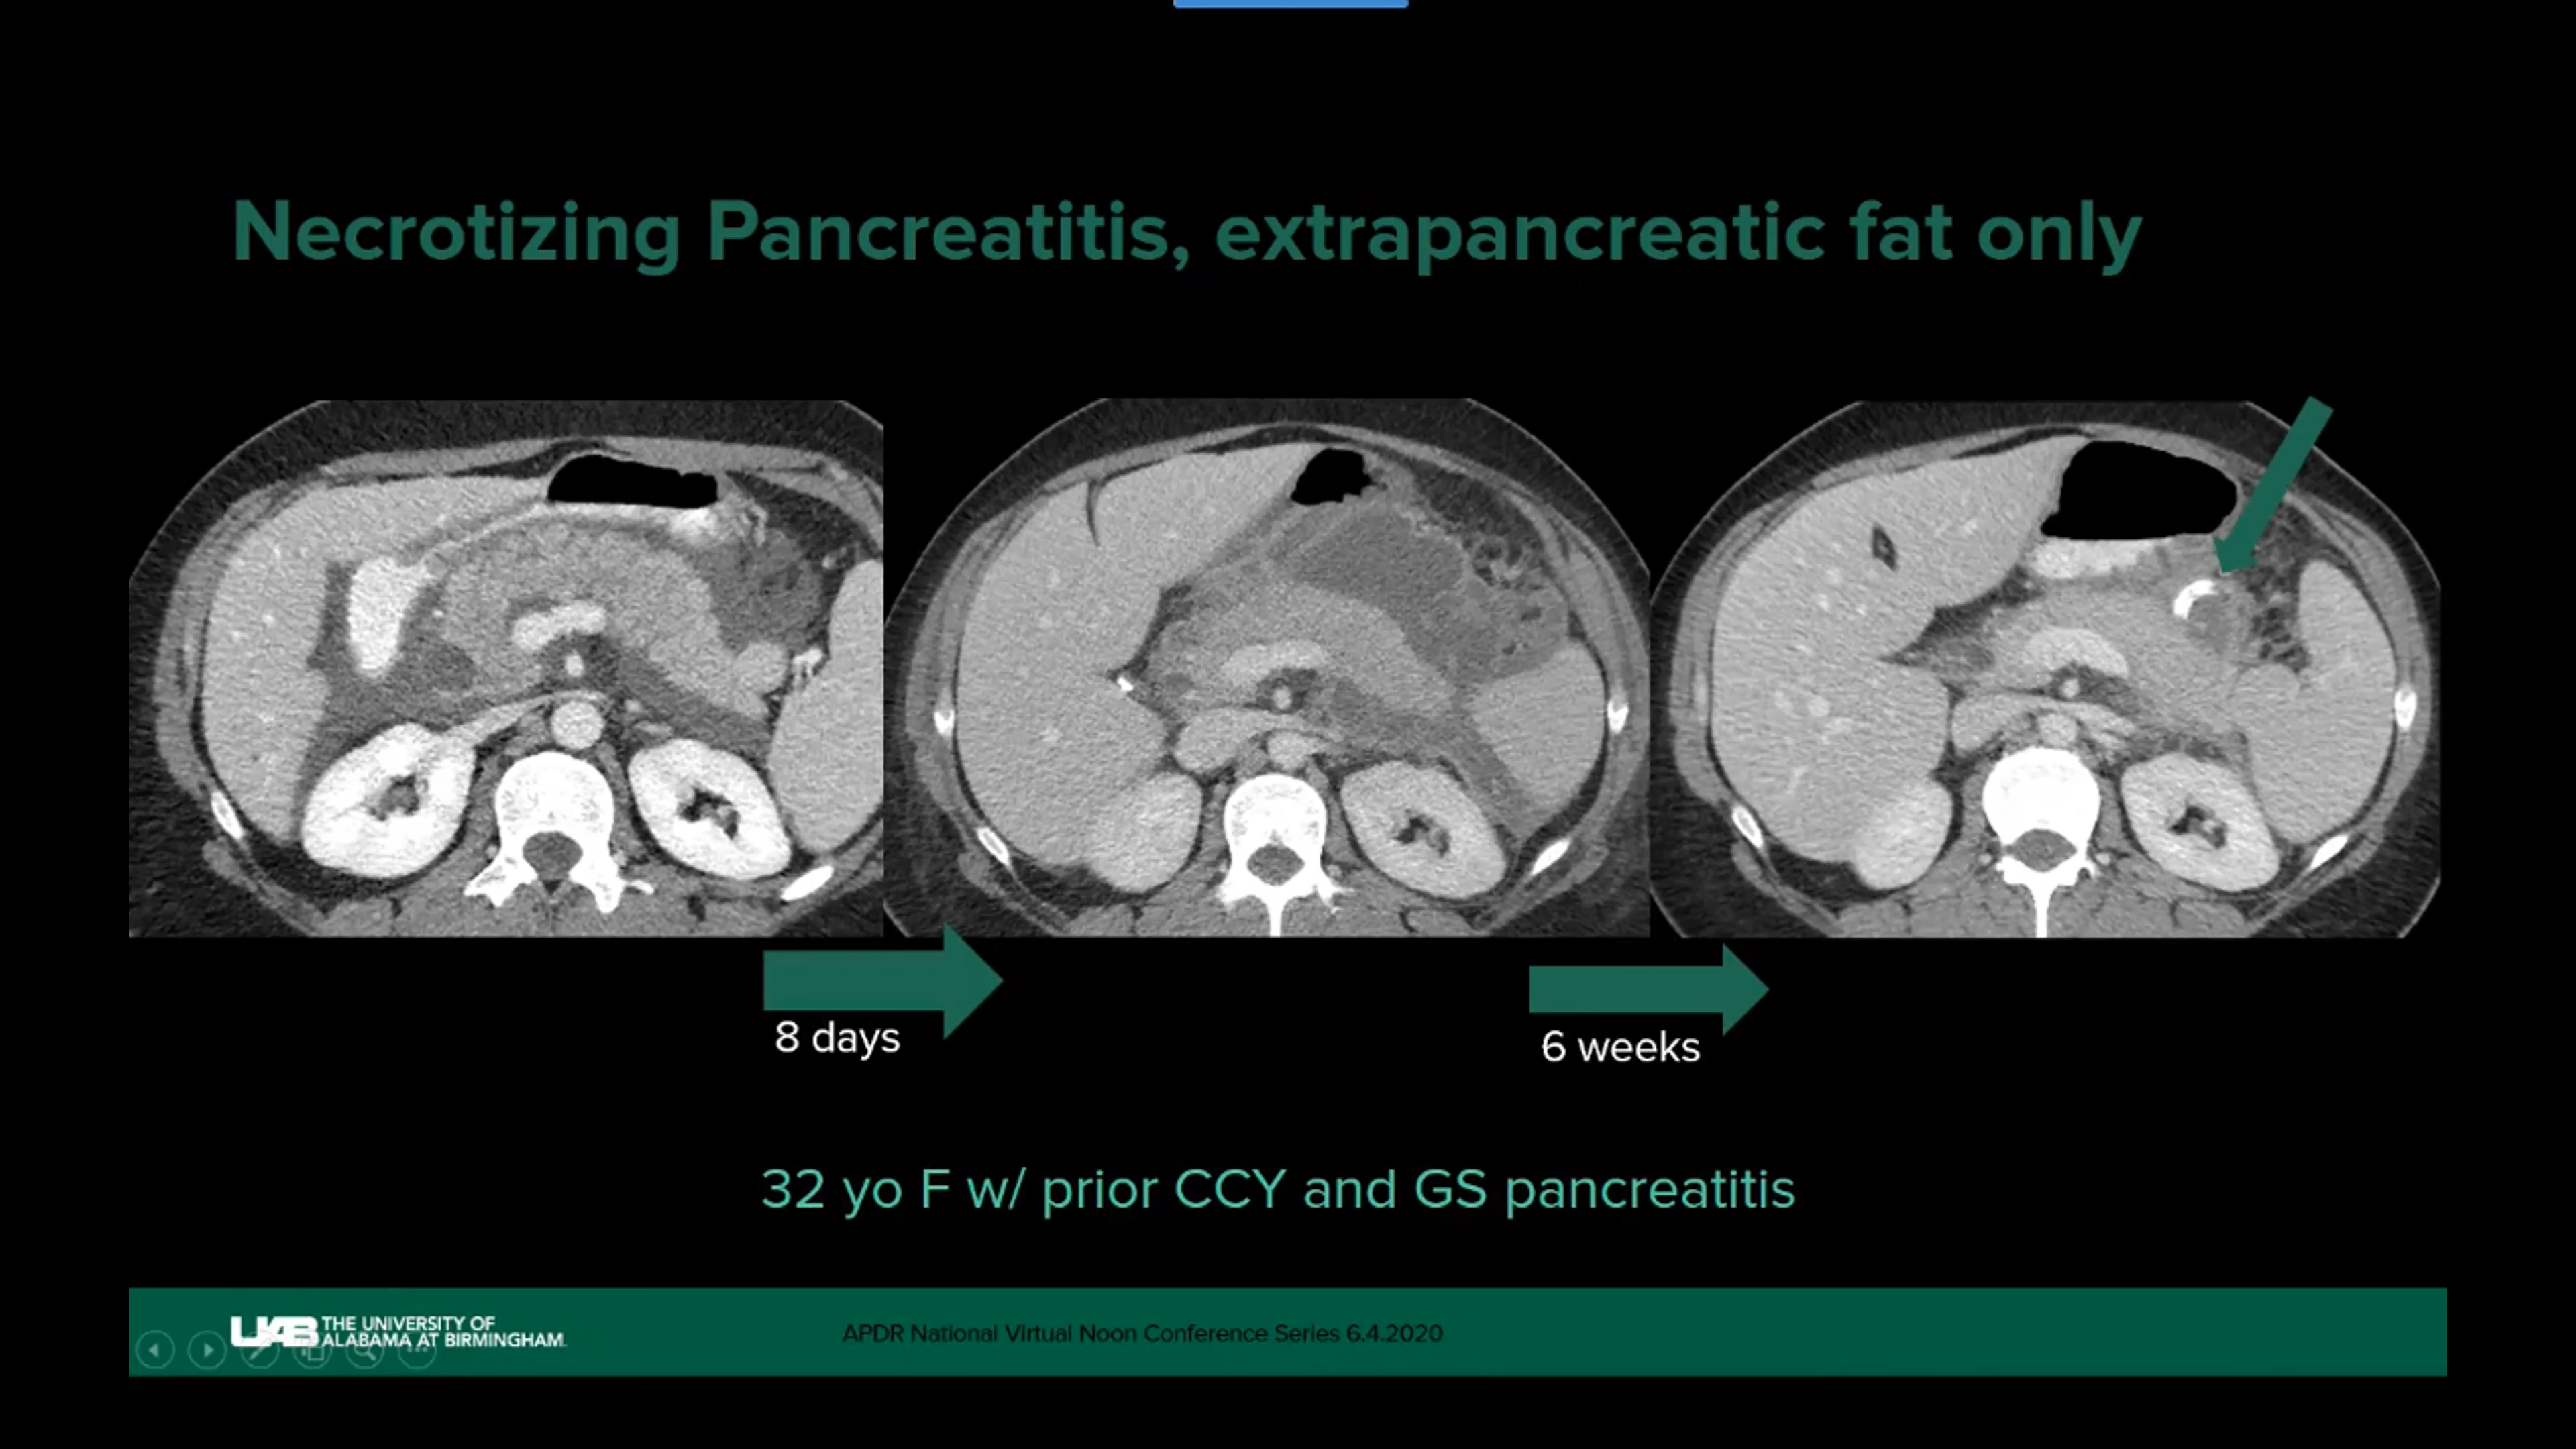 Necrotizing Pancreatitis, extrapancreatic fat only
8 days
6 weeks
32 yo F w/ prior CCY and GS pancreatitis
UAB THE UNIVERSITY OF
ALABAMA AT BIRMINGHAM
APDR National Virtual Noon Conference Series 6.4.2020